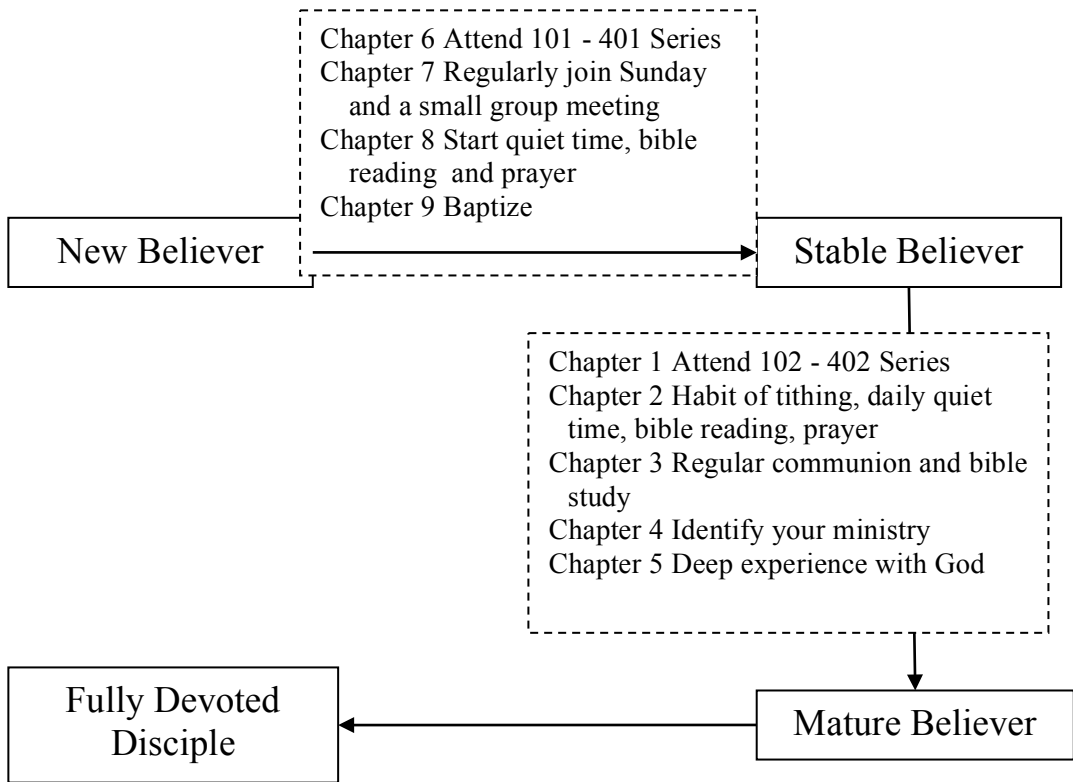 Chapter 6 Attend 101 - 401 Series
Chapter 7 Regularly join Sunday
and a small group meeting
Chapter 8 Start quiet time, bible
reading and prayer
Chapter 9 Baptize
New Believer
Stable Believer
Chapter 1 Attend 102 - 402 Series
Chapter 2 Habit of tithing, daily quiet
time, bible reading, prayer
Chapter 3 Regular communion and bible
study
Chapter 4 Identify your ministry
Chapter 5 Deep experience with God
Fully Devoted
Disciple
Mature Believer